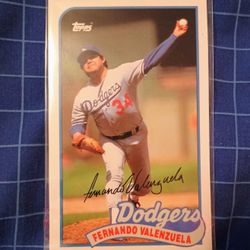 Topps
Dodgers
34
Fernando Valenzuela
Dodgers
FERNANDO VALENZUELA